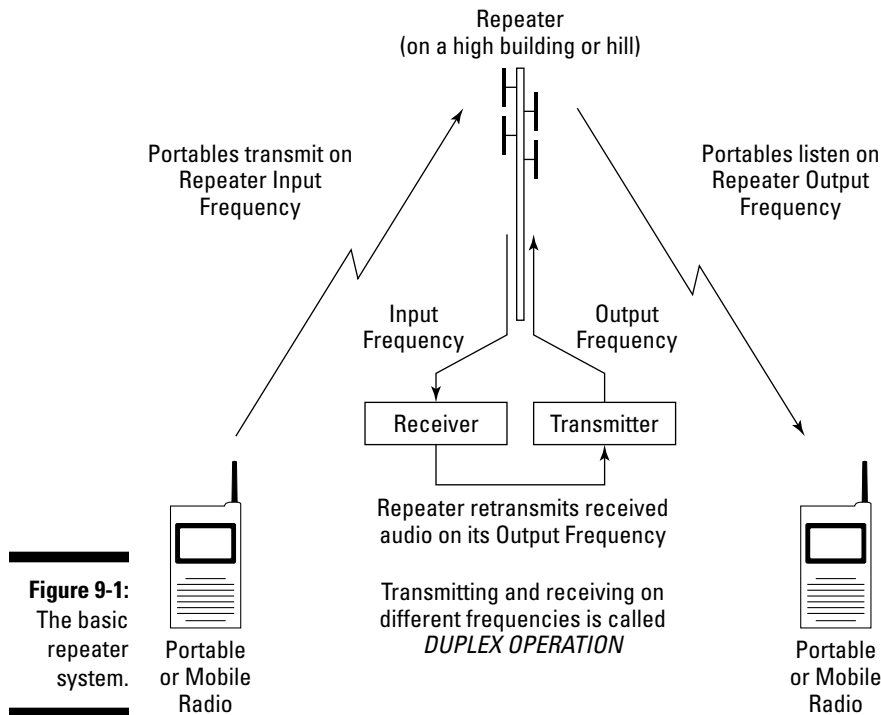 Repeater
(on a high building or hill)
Portables transmit on
Repeater Input
Frequency
Portables listen on
Repeater Output
Frequency
Input
Frequency
Output
Frequency
Receiver
Transmitter
Repeater retransmits received
audio on its Output Frequency
Transmitting and receiving on
different frequencies is called
DUPLEX OPERATION
Figure 9-1:
The basic
repeater
system.
Portable
or Mobile
Radio
Portable
or Mobile
Radio